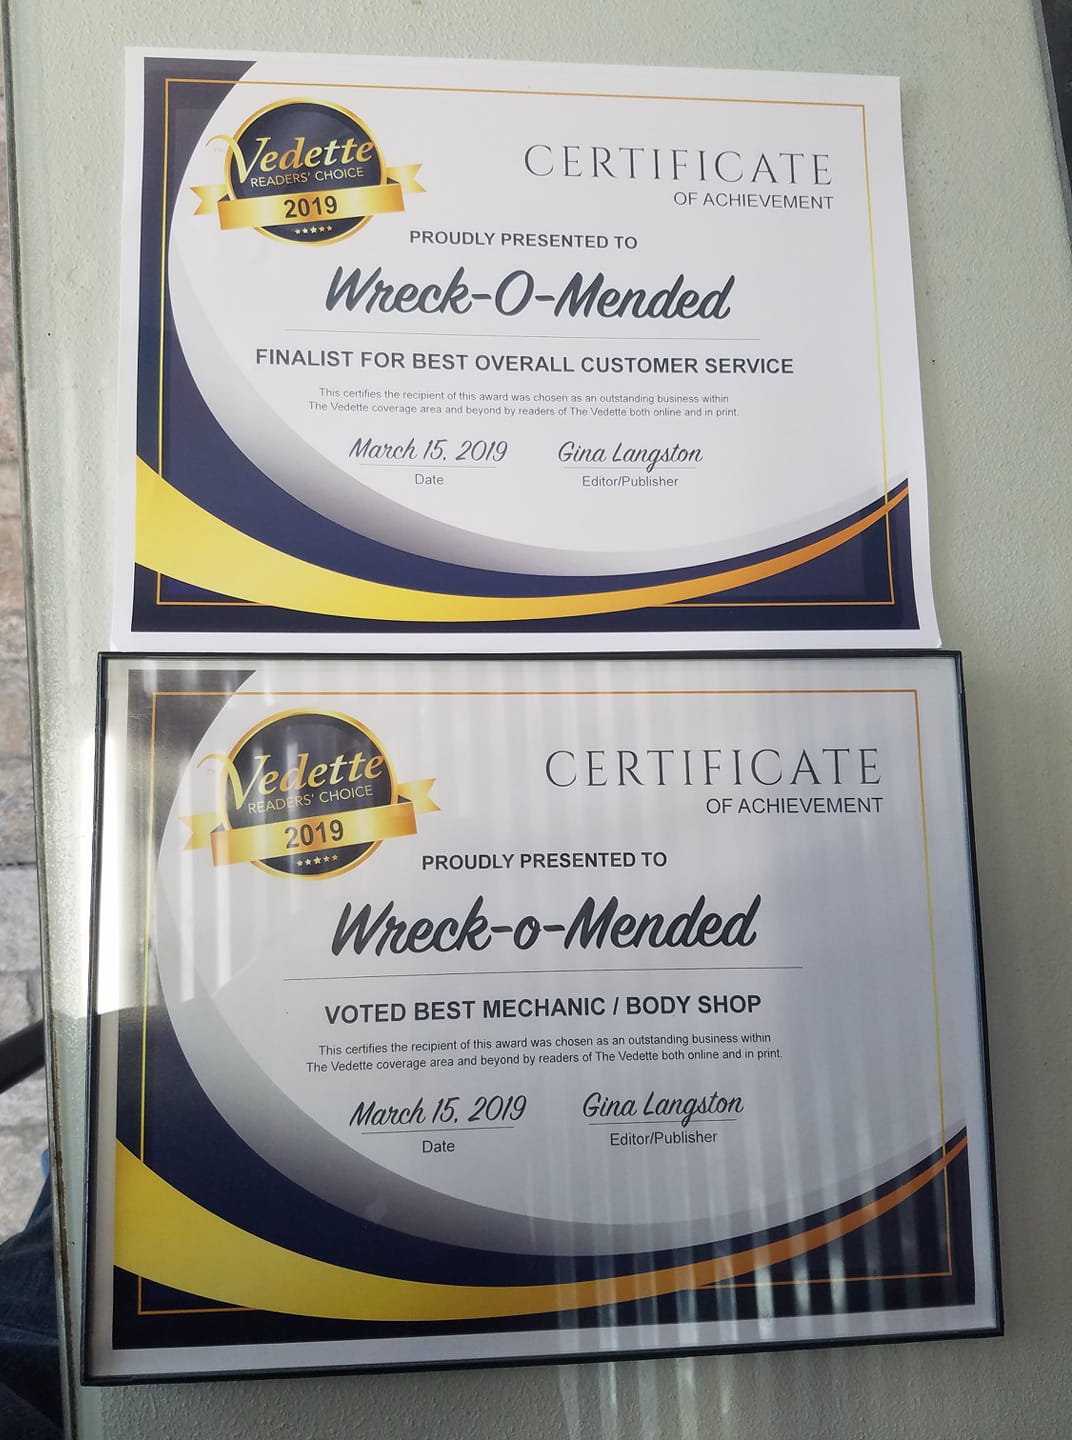 Vedette
READERS' CHOICE
2019
CERTIFICATE
OF ACHIEVEMENT
PROUDLY PRESENTED TO
Wreck-O-Mended
FINALIST FOR BEST OVERALL CUSTOMER SERVICE
This certifies the recipient of this award was chosen as an outstanding business within
The Vedette coverage area and beyond by readers of The Vedette both online and in print.
March 15, 2019 Gina Langston
Date Editor/Publisher
Vedette
READERS' CHOICE
2019
CERTIFICATE
OF ACHIEVEMENT
PROUDLY PRESENTED TO
Wreck-o-Mended
VOTED BEST MECHANIC / BODY SHOP
This certifies the recipient of this award was chosen as an outstanding business within
The Vedette coverage area and beyond by readers of The Vedette both online and in print.
March 15, 2019 Gina Langston
Date Editor/Publisher